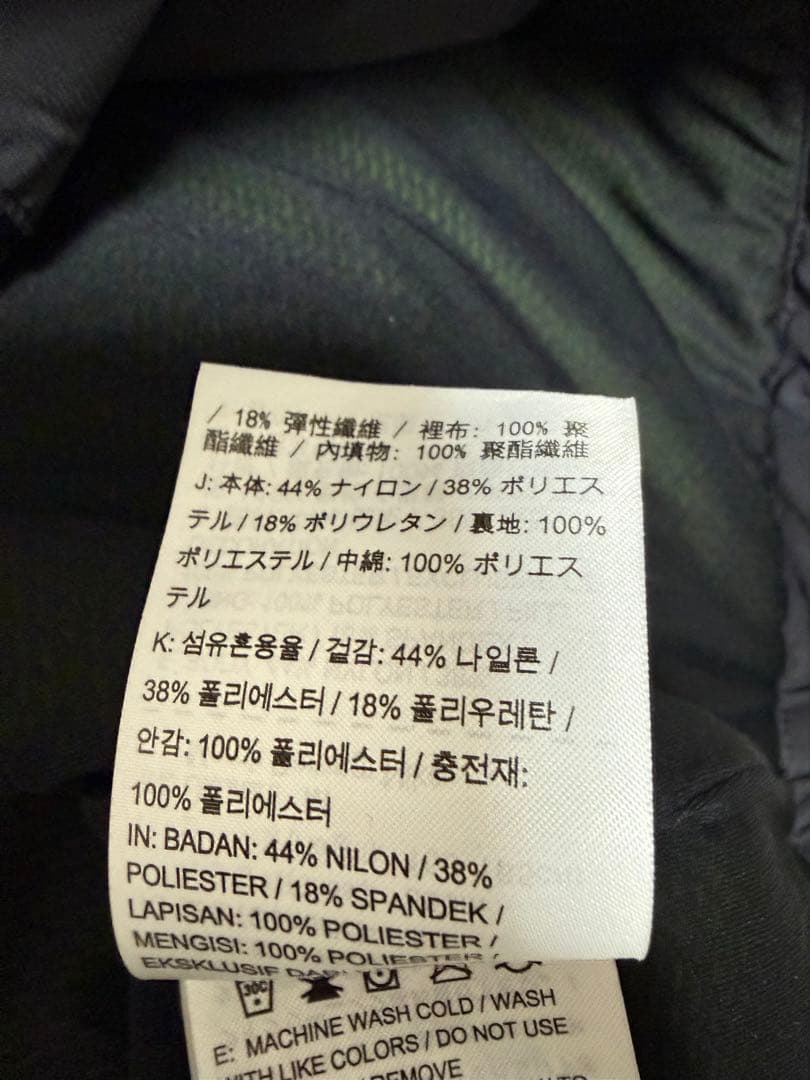 / 18% 彈性纖維 / 裡布: 100% 聚
酯纖維 / 內填物: 100% 聚酯纖維
J: 本体: 44% ナイロン / 38% ポリエス
テル / 18% ポリウレタン / 裏地: 100%
ポリエステル / 中綿: 100% ポリエス
テル
K: 섬유혼용율 / 겉감: 44% 나일론 /
38% 폴리에스터 / 18% 폴리우레탄 /
안감: 100% 폴리에스터 / 충전재:
100% 폴리에스터
IN: BADAN: 44% NILON / 38%
POLIESTER / 18% SPANDEK /
LAPISAN: 100% POLIESTER /
MENGISI: 100% POLIESTER /
EKSKLUSIF
30C
E: MACHINE WASH COLD / WASH
WITH LIKE COLORS / DO NOT USE
REMOVE